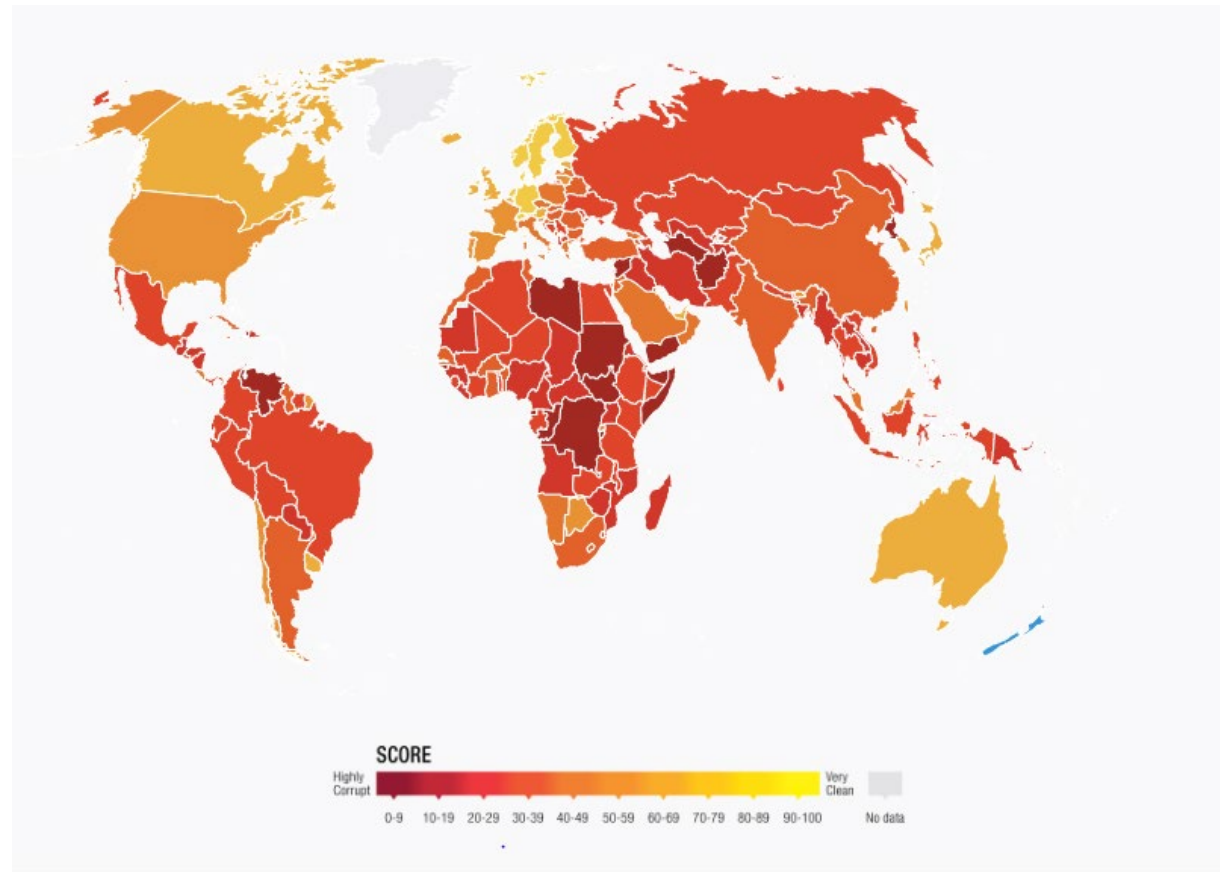 SCORE
Highly
Corrupt
Very
Clean
0-9 10-19 20-29 30-39 40-49 50-59 60-69 70-79 80-89 90-100 No data